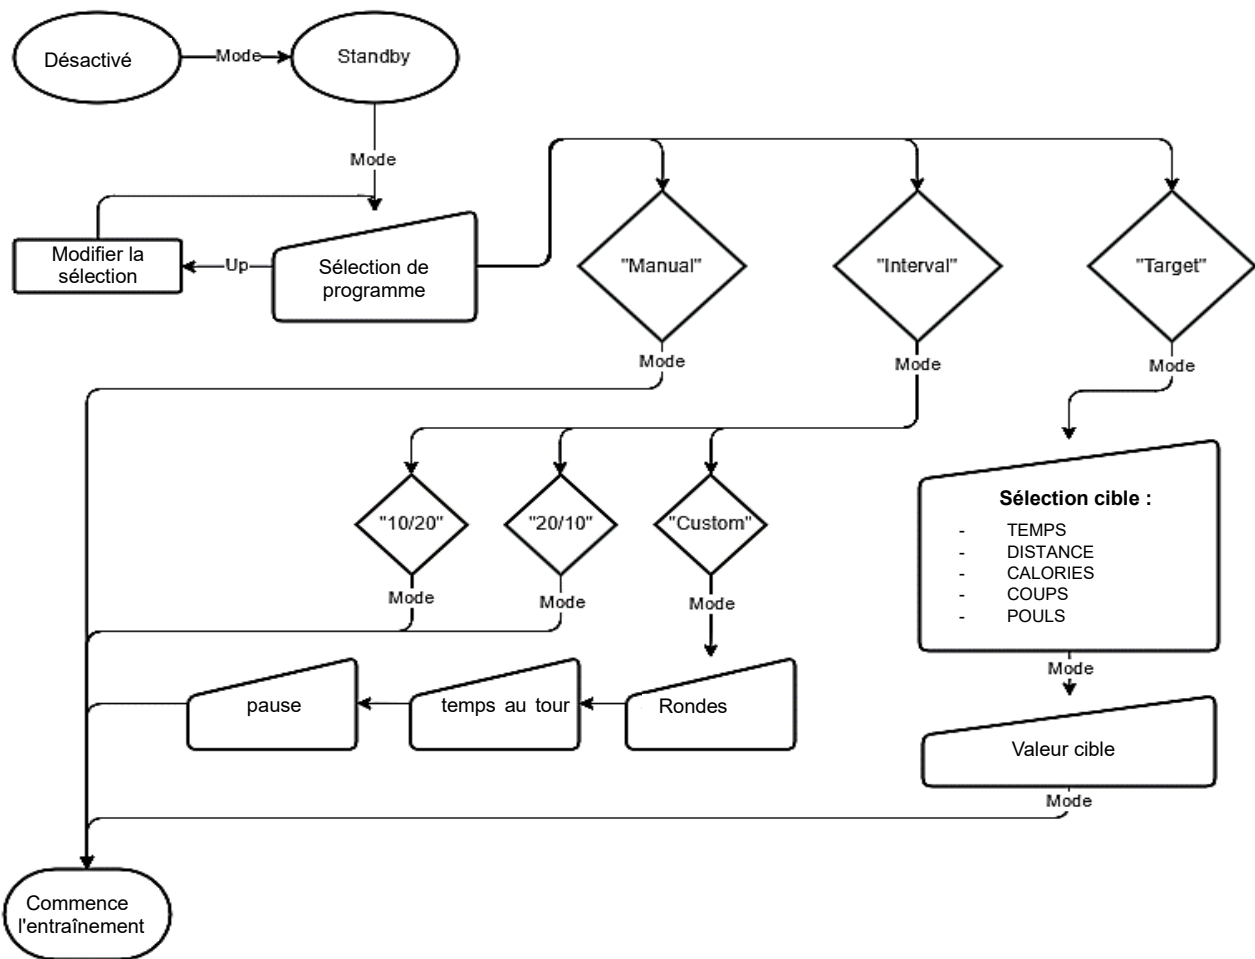 Désactivé
Mode
Standby
Mode
Modifier la
sélection
Up
Sélection de
programme
"Manual"
"Interval"
"Target"
Mode
Mode
Mode
"10/20"
"20/10"
"Custom"
Mode
Mode
Mode
Sélection cible :
- TEMPS
- DISTANCE
- CALORIES
- COUPS
- POULS
Mode
pause
temps au tour
Rondes
Valeur cible
Mode
Commence
l'entraînement